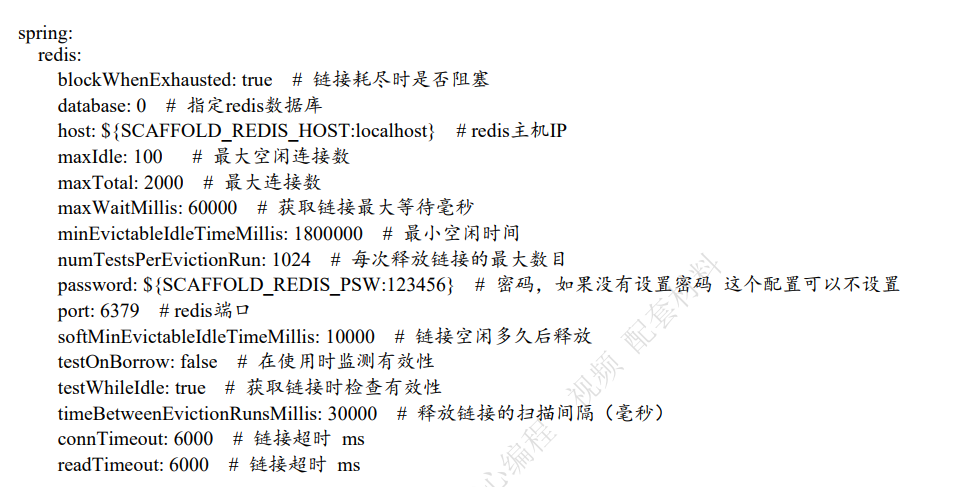 spring:
redis:
blockWhenExhausted: true # 链接耗尽时是否阻塞
database: 0 # 指定redis数据库
host: ${SCAFFOLD_REDIS_HOST:localhost} # redis主机IP
maxIdle: 100 # 最大空闲连接数
maxTotal: 2000 # 最大连接数
maxWaitMillis: 60000 # 获取链接最大等待毫秒
minEvictableIdleTimeMillis: 1800000 # 最小空闲时间
numTestsPerEvictionRun: 1024 # 每次释放链接的最大数目
password: ${SCAFFOLD_REDIS_PSW:123456} # 密码，如果没有设置密码 这个配置可以不设置
port: 6379 # redis端口
softMinEvictableIdleTimeMillis: 10000 # 链接空闲多久后释放
testOnBorrow: false # 在使用时监测有效性
testWhileIdle: true # 获取链接时检查有效性
timeBetweenEvictionRunsMillis: 30000 # 释放链接的扫描间隔（毫秒）
connTimeout: 6000 # 链接超时 ms
readTimeout: 6000 # 链接超时 ms
心编程 视频 配套材料